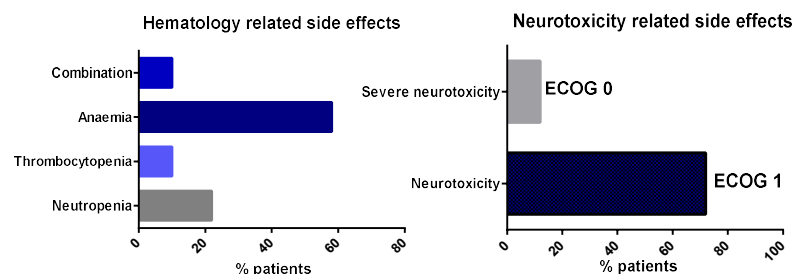 Hematology related side effects
Combination
Anaemia
Thrombocytopenia
Neutropenia
0 20 40 60 80
% patients
Neurotoxicity related side effects
Severe neurotoxicity ECOG 0
Neurotoxicity ECOG 1
0 20 40 60 80 100
% patients